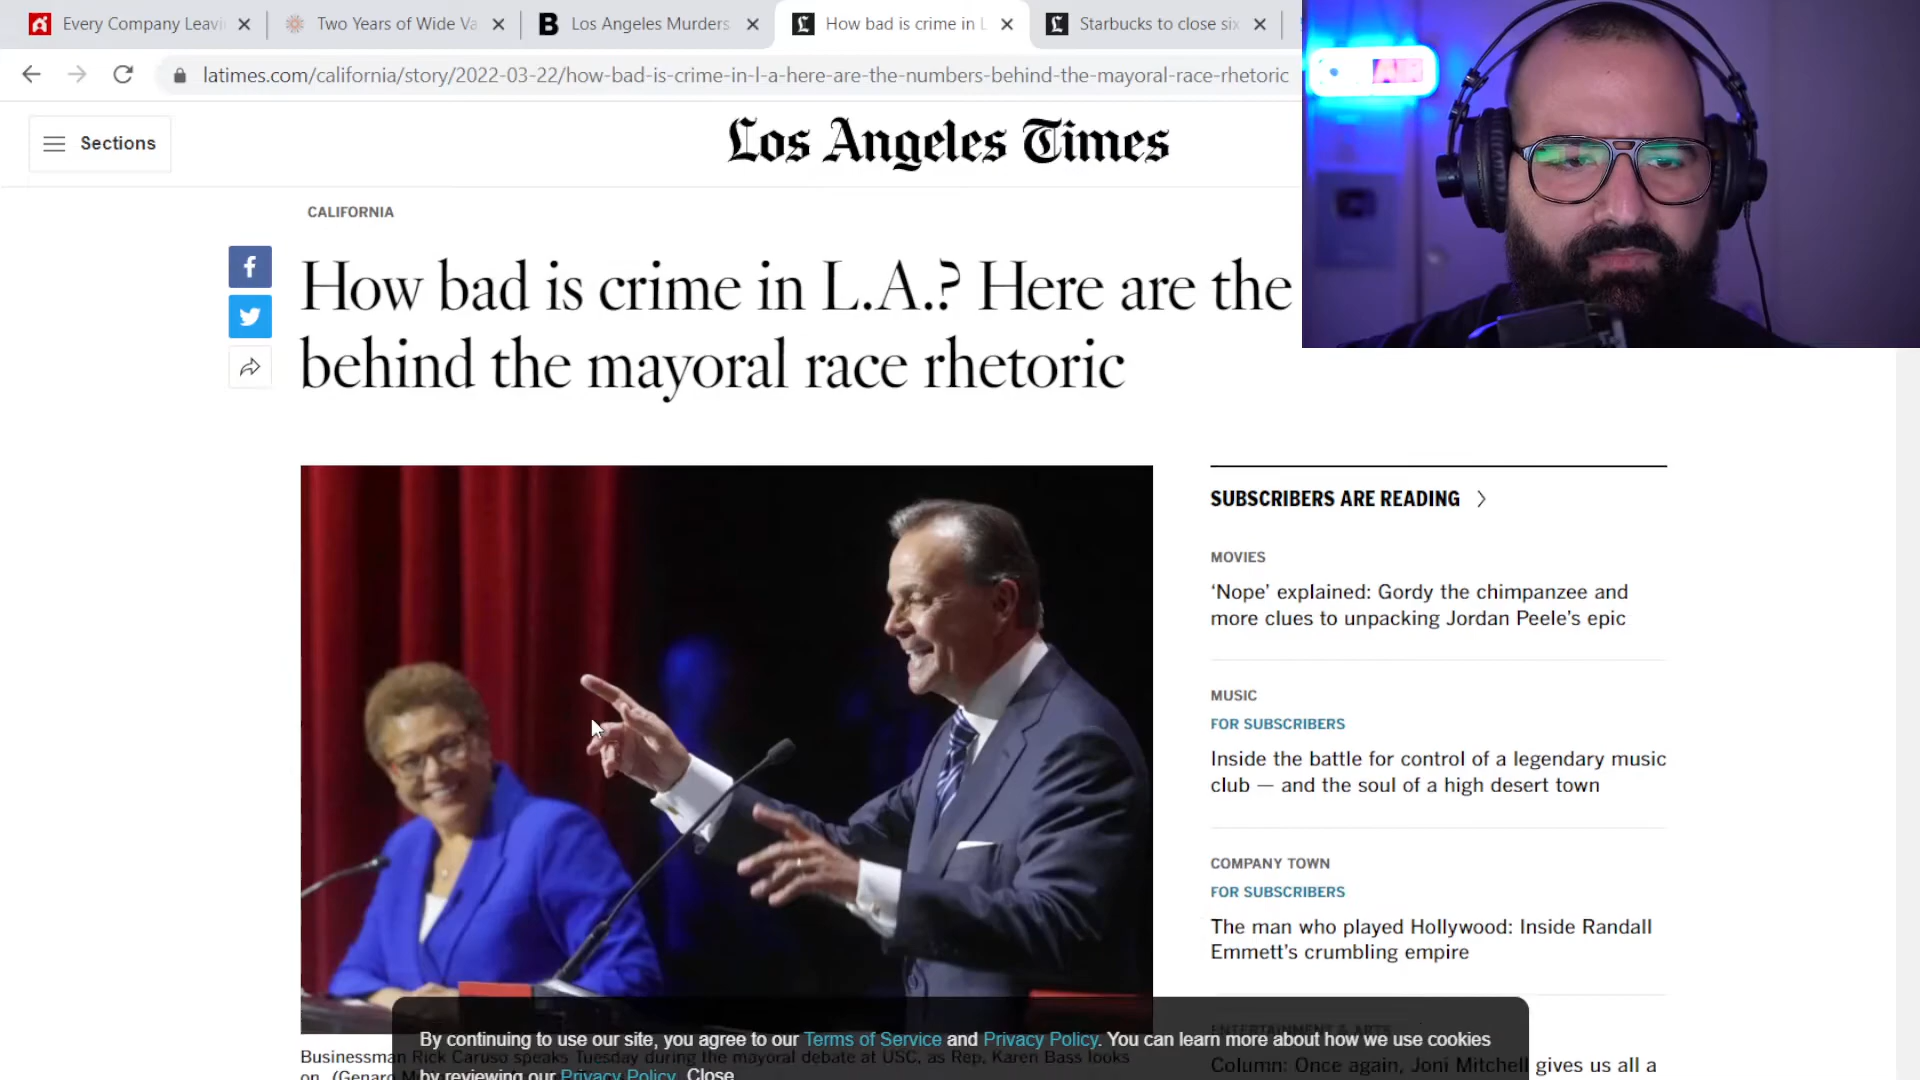 Every Company Leavi
Two Years of Wide Va
Los Angeles Murders
How bad is crime in L
Starbucks to close six
latimes.com/california/story/2022-03-22/how-bad-is-crime-in-l-a-here-are-the-numbers-behind-the-mayoral-race-rhetoric
Sections
Los Angeles Times
CALIFORNIA
How bad is crime in L.A.? Here are the
behind the mayoral race rhetoric
SUBSCRIBERS ARE READING
MOVIES
‘Nope’ explained: Gordy the chimpanzee and
more clues to unpacking Jordan Peele’s epic
MUSIC
FOR SUBSCRIBERS
Inside the battle for control of a legendary music
club — and the soul of a high desert town
COMPANY TOWN
FOR SUBSCRIBERS
The man who played Hollywood: Inside Randall
Emmett’s crumbling empire
ENTERTAINMENT & ARTS
Column: Once again, Joni Mitchell gives us all a
Businessman Rick Caruso speaks Tuesday during the mayoral debate at USC, as Rep. Karen Bass looks
on. (Genaro
By continuing to use our site, you agree to our Terms of Service and Privacy Policy. You can learn more about how we use cookies
by reviewing our Privacy Policy. Close